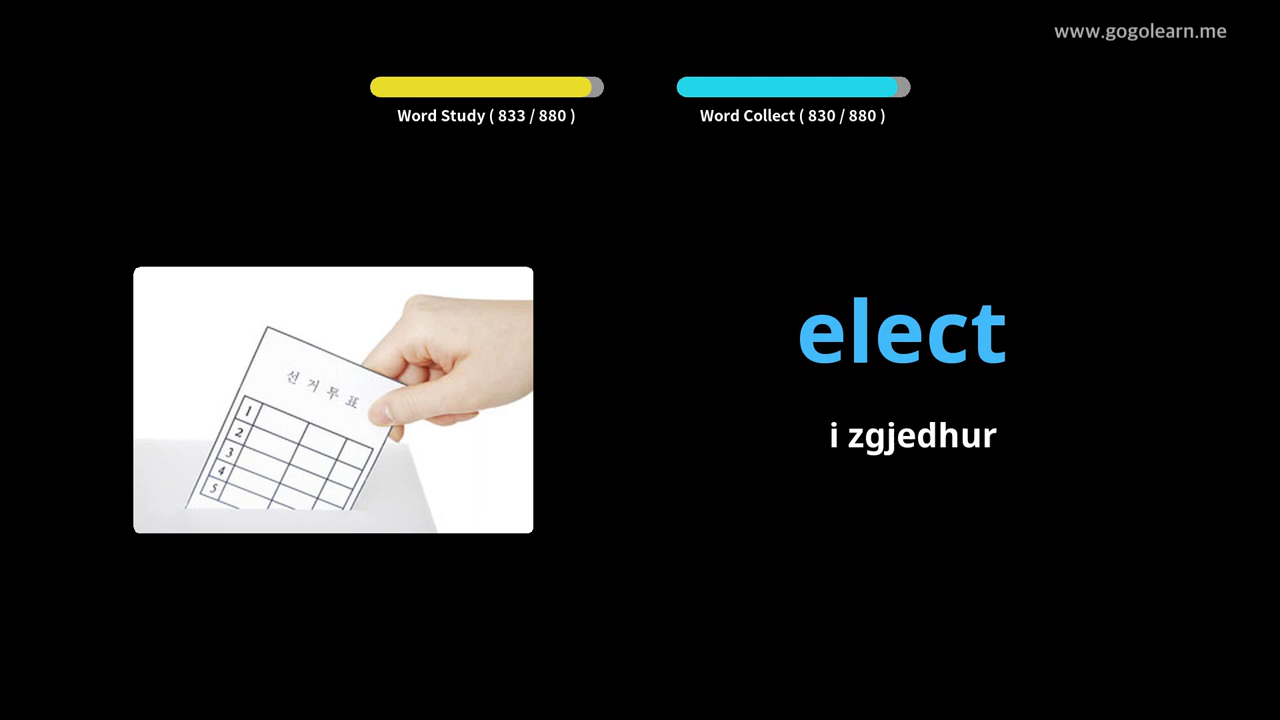 www.gogolearn.me
Word Study ( 833 / 880 )
Word Collect ( 830 / 880 )
선거투표
1
2
3
4
5
elect
i zgjedhur